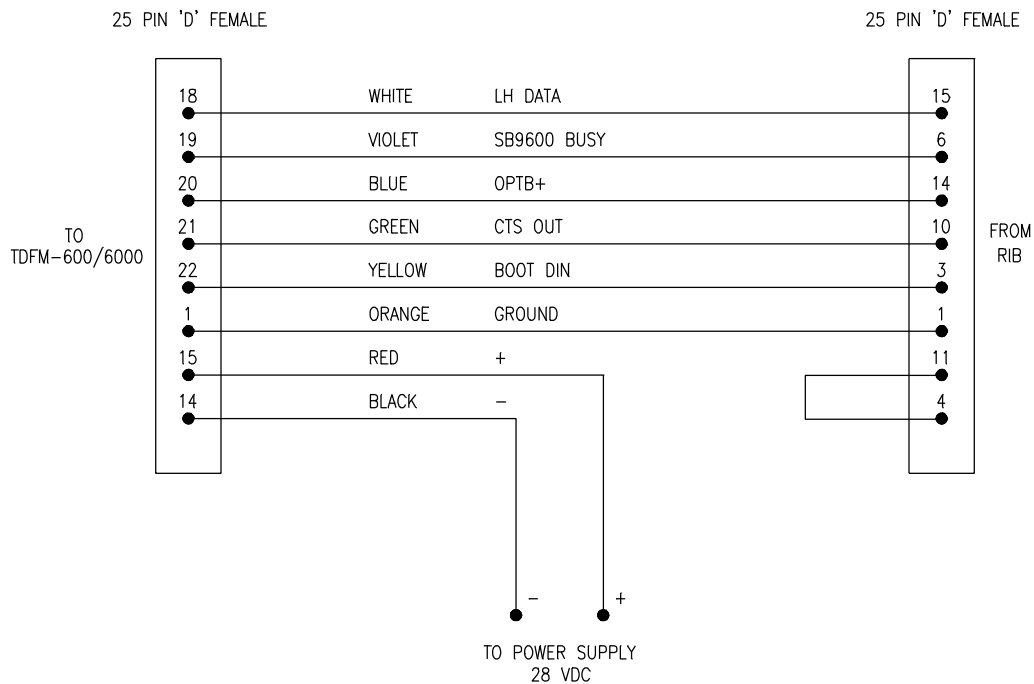 25 PIN 'D' FEMALE 25 PIN 'D' FEMALE
18 WHITE LH DATA 15
19 VIOLET SB9600 BUSY 6
20 BLUE OPTB+ 14
21 GREEN CTS OUT 10
TO
TDFM-600/6000
FROM
RIB
22 YELLOW BOOT DIN 3
1 ORANGE GROUND 1
15 RED + 11
14 BLACK - 4
- +
TO POWER SUPPLY
28 VDC